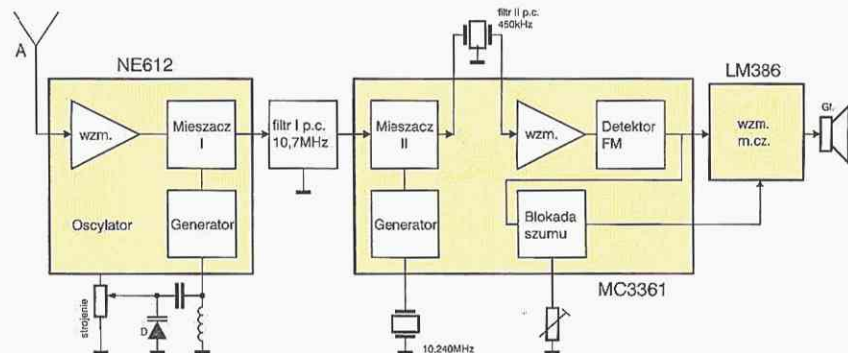 A
NE612
wzm.
Mieszacz
I
Oscylator
Generator
strojenie
D
filtr I p.c.
10,7MHz
filtr II p.c.
450kHz
Mieszacz
II
Generator
10,240MHz
wzm.
Detektor
FM
Blokada
szumu
MC3361
LM386
wzm.
m.cz.
Gł.